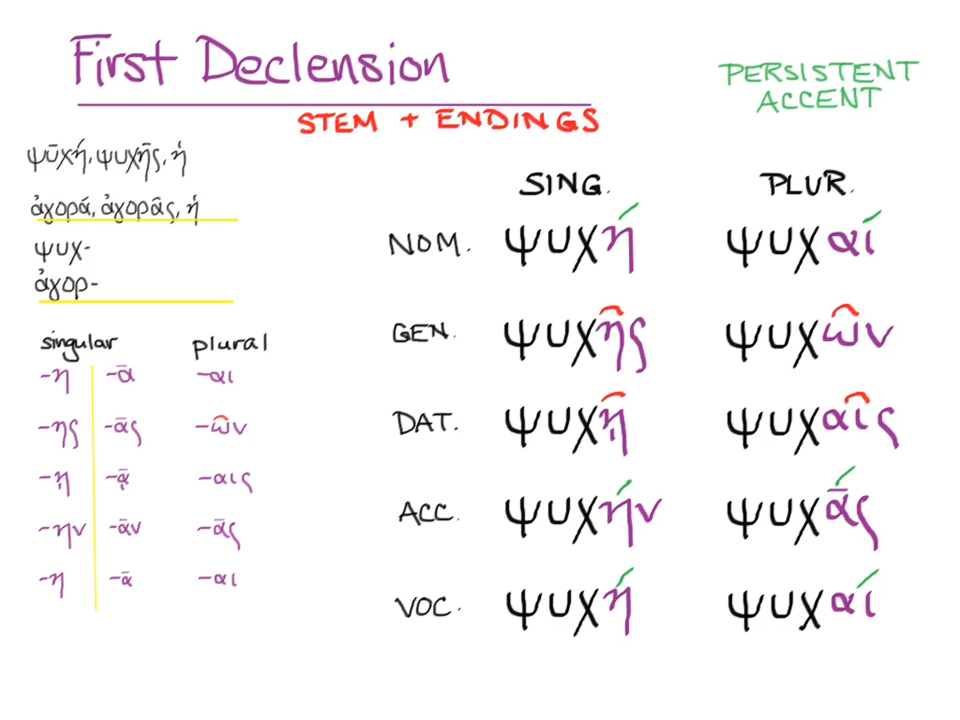 First Declension
PERSISTENT
ACCENT
STEM + ENDINGS
ψῡχή, ψυχῆς, ἡ
ἀγορᾱ́, ἀγορᾶς, ἡ
ψυχ-
ἀγορ-
singular plural
-η -ᾱ -αι
-ης -ᾱς -ῶν
-ῃ -ᾱͅ -αις
-ην -ᾱν -ᾱς
-η -ᾱ -αι
SING. PLUR.
NOM. ψυχή ψυχαί
GEN. ψυχῆς ψυχῶν
DAT. ψυχῇ ψυχαῖς
ACC. ψυχήν ψυχᾱ́ς
VOC. ψυχή ψυχαί